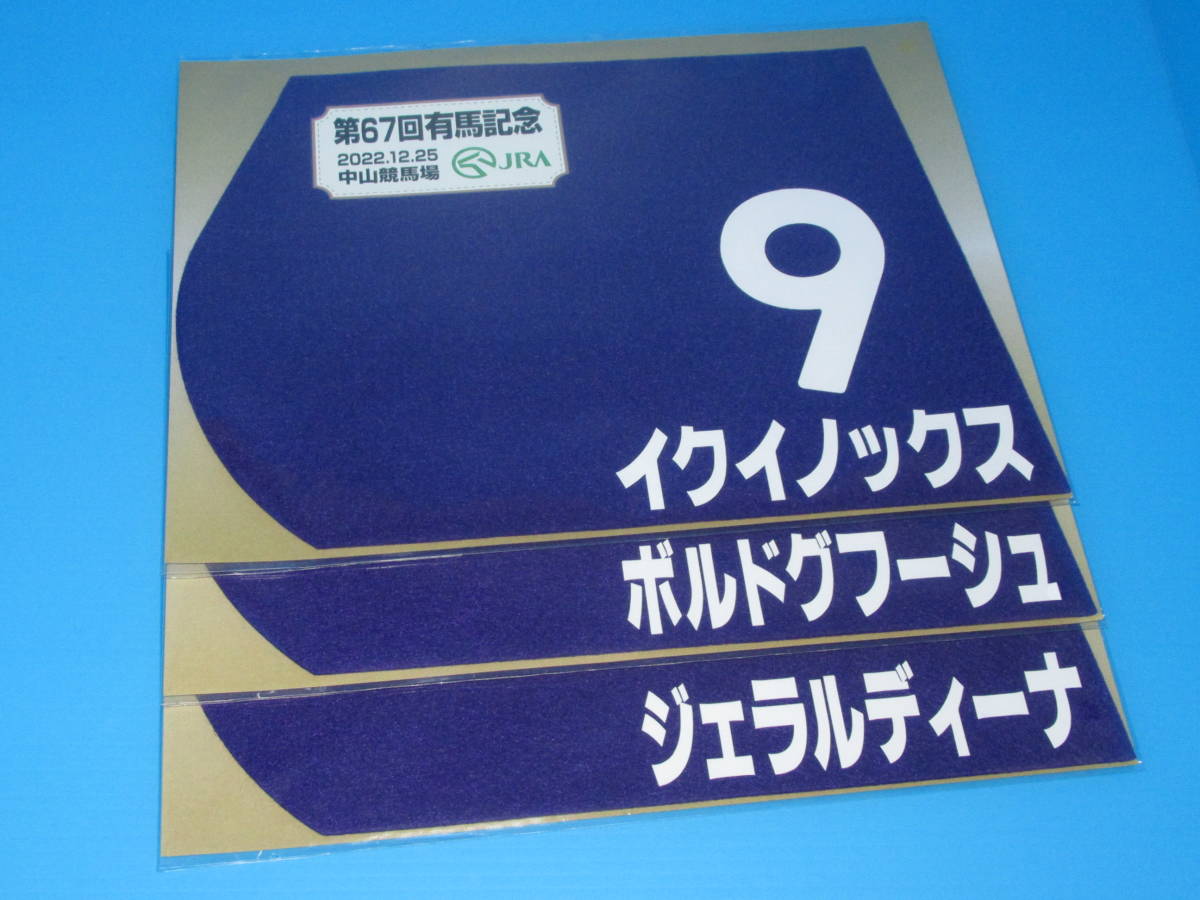 第67回有馬記念
2022.12.25
中山競馬場
JRA
9
イクイノックス
ボルドグフーシュ
ジェラルディーナ